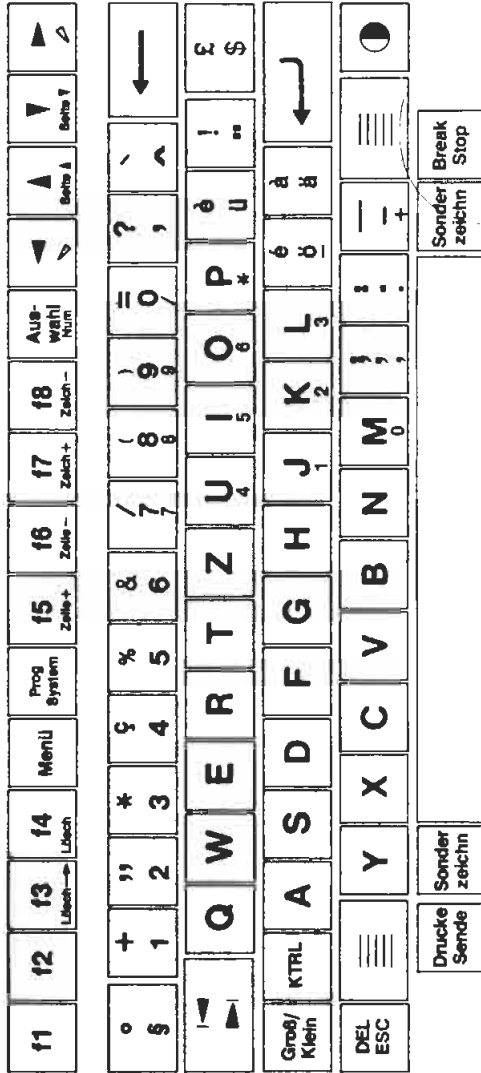 f1
f2
f3
Lösch→
f4
Lösch
Menü
Prog
System
f5
Zeile+
f6
Zeile−
f7
Zeich+
f8
Zeich−
Aus-
wahl
Num
Seite
Seite
°
§
+
1
"
2
*
3
ç
4
%
5
&
6
/
7
7
(
8
8
)
9
9
=
0
/
?
'
`
^
Q
W
E
R
T
Z
U
4
I
5
O
6
P
*
è
ü
!
¨
£
$
Groß/
Klein
KTRL
A
S
D
F
G
H
J
1
K
2
L
3
é
ö
–
à
ä
DEL
ESC
Y
X
C
V
B
N
M
0
;
,
,
:
.
.
—
-
+
Drucke
Sende
Sonder
zeichn
Sonder
zeichn
Break
Stop